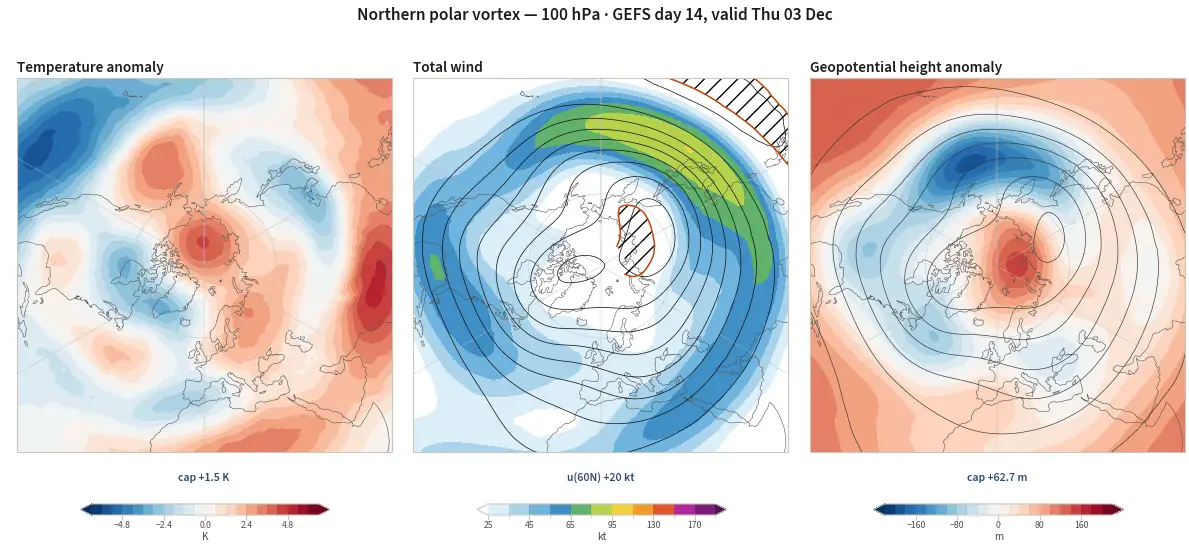 Northern polar vortex — 100 hPa · GEFS day 14, valid Thu 03 Dec
Temperature anomaly
Total wind
Geopotential height anomaly
cap +1.5 K
u(60N) +20 kt
cap +62.7 m
−4.8 −2.4 0.0 2.4 4.8
K
25 45 65 95 130 170
kt
−160 −80 0 80 160
m